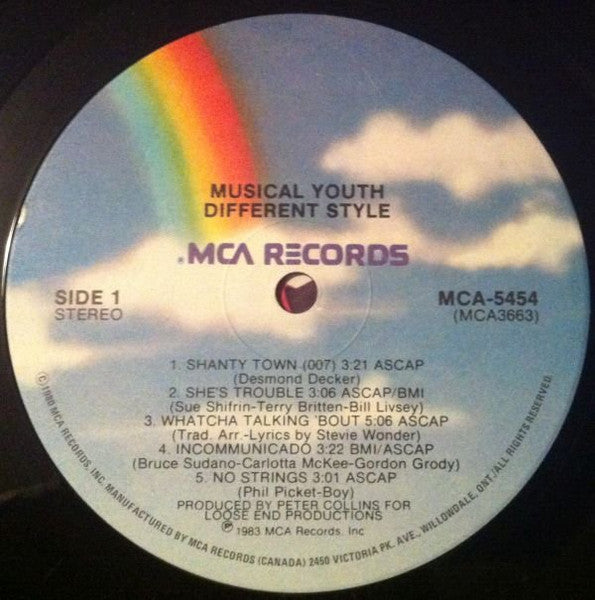 MUSICAL YOUTH
DIFFERENT STYLE
MCA RECORDS
SIDE 1
STEREO
MCA-5454
(MCA3663)
1. SHANTY TOWN (007) 3:21 ASCAP
(Desmond Decker)
2. SHE'S TROUBLE 3:06 ASCAP/BMI
(Sue Shifrin-Terry Britten-Bill Livsey)
3. WHATCHA TALKING 'BOUT 5:06 ASCAP
(Trad. Arr.-Lyrics by Stevie Wonder)
4. INCOMMUNICADO 3:22 BMI/ASCAP
(Bruce Sudano-Carlotta McKee-Gordon Grody)
5. NO STRINGS 3:01 ASCAP
(Phil Picket-Boy)
PRODUCED BY PETER COLLINS FOR
LOOSE END PRODUCTIONS
℗ 1983 MCA Records, Inc
© 1980 MCA RECORDS, INC. MANUFACTURED BY MCA RECORDS (CANADA) 2450 VICTORIA PK. AVE., WILLOWDALE, ONT./ALL RIGHTS RESERVED.